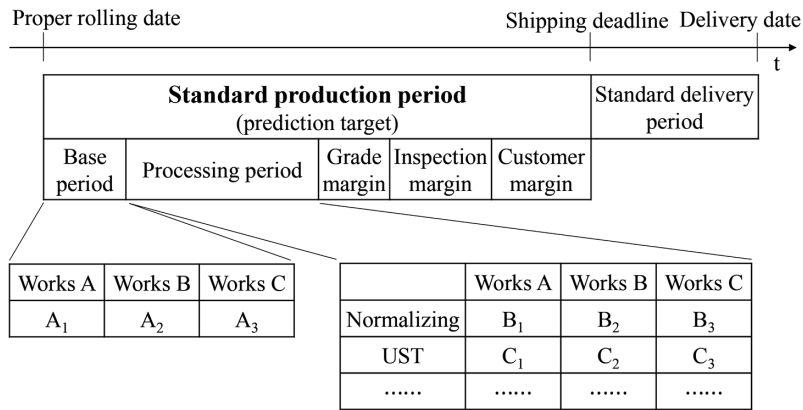 Proper rolling date Shipping deadline Delivery date
t
Standard production period
(prediction target)
Standard delivery
period
Base
period
Processing period
Grade
margin
Inspection
margin
Customer
margin
Works A Works B Works C
A₁ A₂ A₃
Works A Works B Works C
Normalizing B₁ B₂ B₃
UST C₁ C₂ C₃
…… …… …… ……